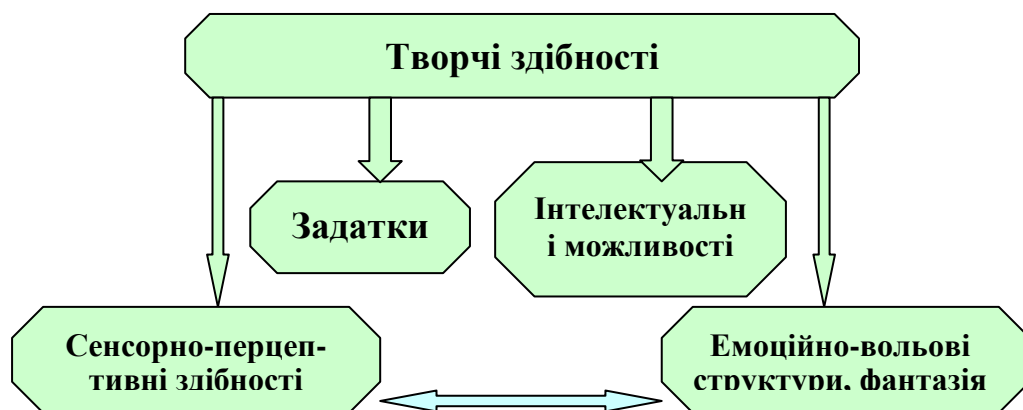 Творчі здібності
Задатки
Інтелектуальн
і можливості
Сенсорно-перцеп-
тивні здібності
Емоційно-вольові
структури, фантазія